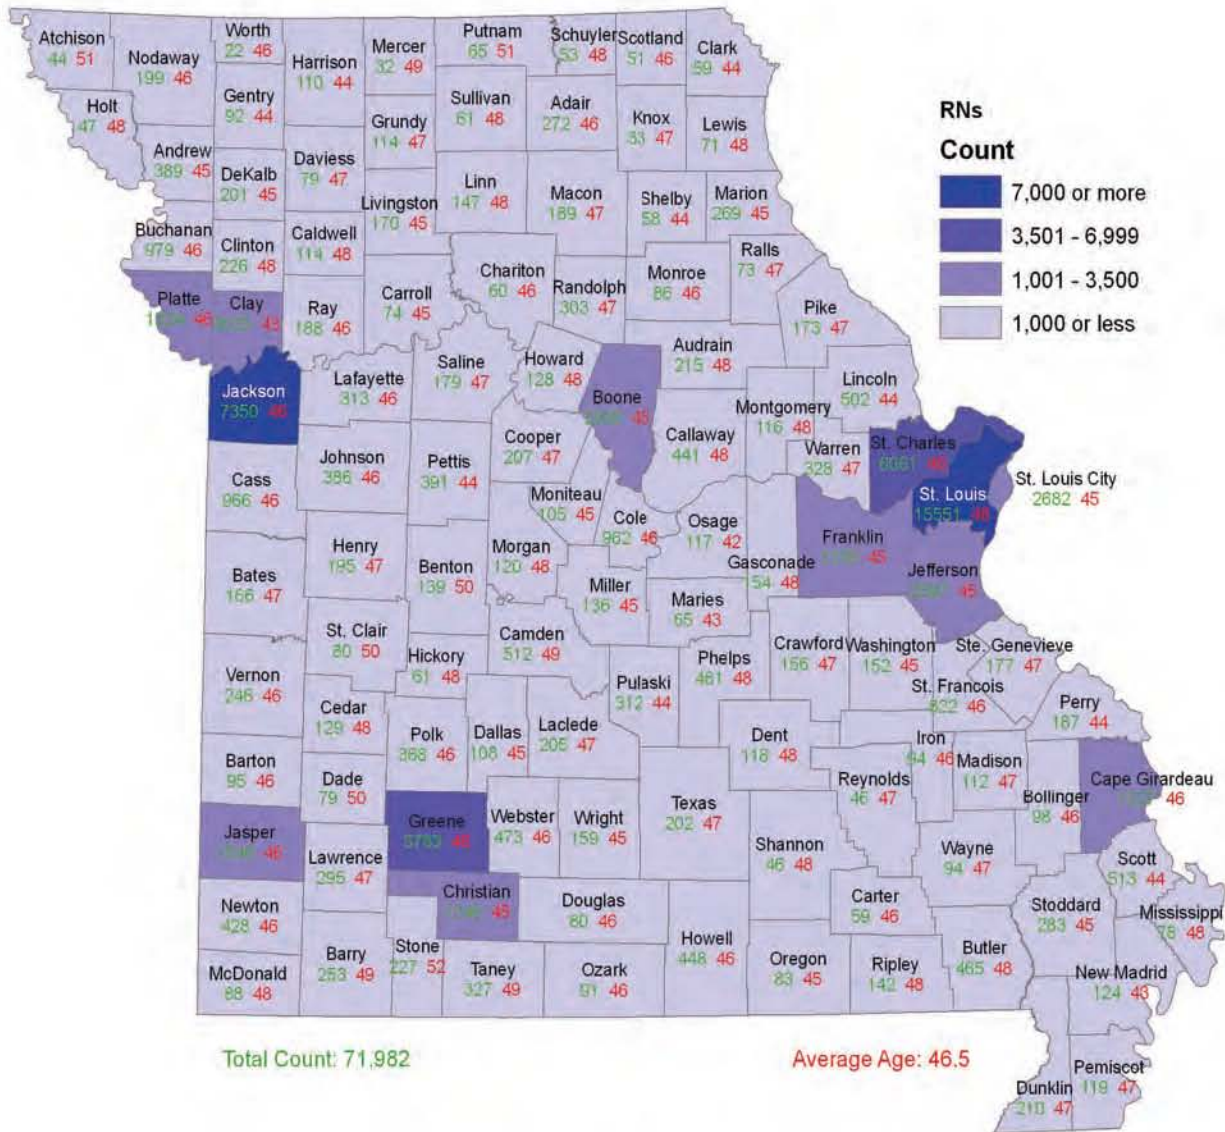 Atchison
44 51
Nodaway
199 46
Worth
22 46
Harrison
110 44
Mercer
32 49
Putnam
65 51
Schuyler
53 48
Scotland
51 46
Clark
59 44
Holt
47 48
Gentry
92 44
Grundy
114 47
Sullivan
61 48
Adair
272 46
Knox
33 47
Lewis
71 48
Andrew
389 45
DeKalb
201 45
Daviess
79 47
Livingston
170 45
Linn
147 48
Macon
189 47
Shelby
58 44
Marion
269 45
Buchanan
979 46
Clinton
226 48
Caldwell
114 48
Chariton
60 46
Randolph
303 47
Monroe
86 46
Ralls
73 47
Platte
46
Clay
Ray
188 46
Carroll
74 45
Pike
173 47
Jackson
7350 46
Lafayette
313 46
Saline
179 47
Howard
128 48
Boone
45
Audrain
215 48
Lincoln
502 44
Montgomery
116 48
Callaway
441 48
Warren
328 47
St. Charles
6061
St. Louis
15551
St. Louis City
2682 45
Cass
966 46
Johnson
386 46
Pettis
391 44
Cooper
207 47
Moniteau
105 45
Cole
962 46
Osage
117 42
Gasconade
154 48
Franklin
45
Jefferson
45
Bates
166 47
Henry
195 47
Benton
139 50
Morgan
120 48
Miller
136 45
Maries
65 43
St. Clair
80 50
Hickory
61 48
Camden
512 49
Pulaski
312 44
Phelps
461 48
Crawford
156 47
Washington
152 45
Ste. Genevieve
177 47
St. Francois
46
Perry
187 44
Vernon
246 46
Cedar
129 48
Polk
368 46
Dallas
108 45
Laclede
205 47
Dent
118 48
Iron
46
Madison
112 47
Reynolds
46 47
Bollinger
98 46
Cape Girardeau
46
Barton
95 46
Dade
79 50
Greene
Webster
473 46
Wright
159 45
Texas
202 47
Shannon
46 48
Wayne
94 47
Scott
513 44
Jasper
46
Lawrence
295 47
Christian
45
Douglas
80 46
Carter
59 46
Stoddard
283 45
Mississippi
78 48
Newton
428 46
Barry
253 49
Stone
227 52
Taney
327 49
Ozark
91 46
Howell
448 46
Oregon
83 45
Ripley
142 48
Butler
465 48
New Madrid
124 43
McDonald
88 48
Pemiscot
119 47
Dunklin
210 47
RNs
Count
7,000 or more
3,501 - 6,999
1,001 - 3,500
1,000 or less
Total Count: 71,982
Average Age: 46.5